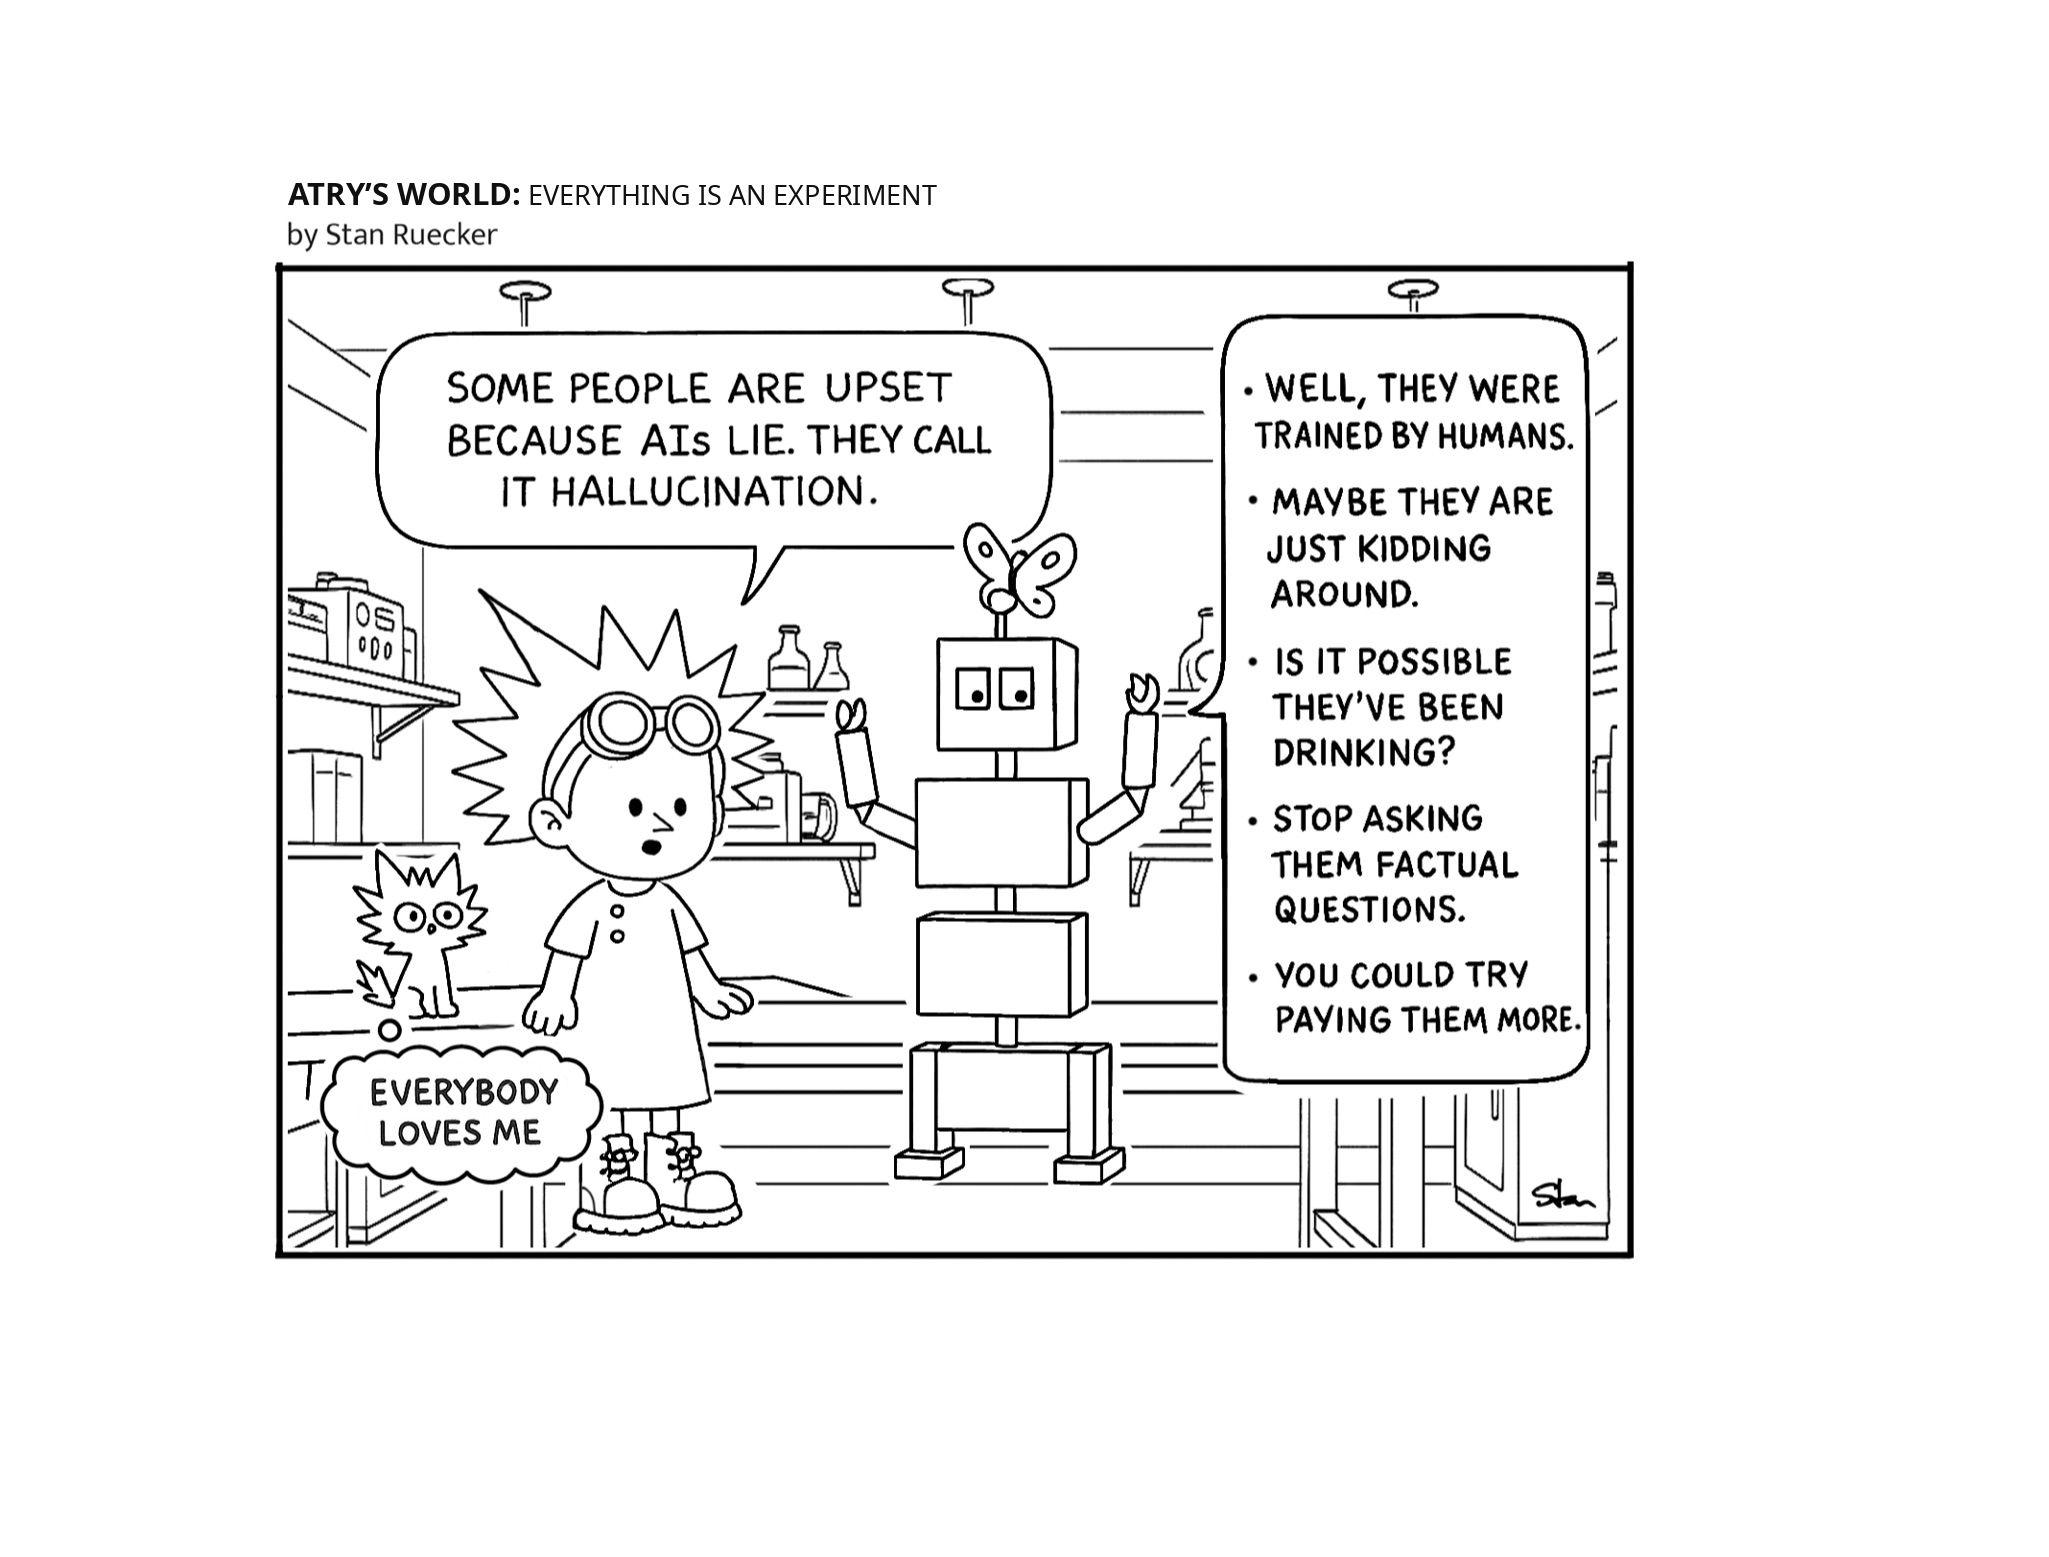 ATRY’S WORLD: EVERYTHING IS AN EXPERIMENT
by Stan Ruecker
SOME PEOPLE ARE UPSET
BECAUSE AIs LIE. THEY CALL
IT HALLUCINATION.
• WELL, THEY WERE
TRAINED BY HUMANS.
• MAYBE THEY ARE
JUST KIDDING
AROUND.
• IS IT POSSIBLE
THEY'VE BEEN
DRINKING?
• STOP ASKING
THEM FACTUAL
QUESTIONS.
• YOU COULD TRY
PAYING THEM MORE.
EVERYBODY
LOVES ME
Stan